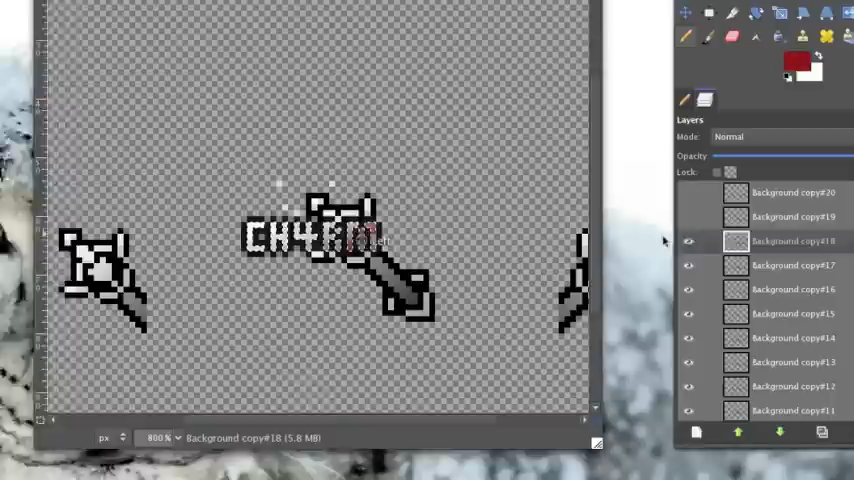 Layers
Mode: Normal
Opacity
Lock:
Background copy#20
Background copy#19
Background copy#18
Background copy#17
Background copy#16
Background copy#15
Background copy#14
Background copy#13
Background copy#12
Background copy#11
px 800% Background copy#18 (5.8 MB)